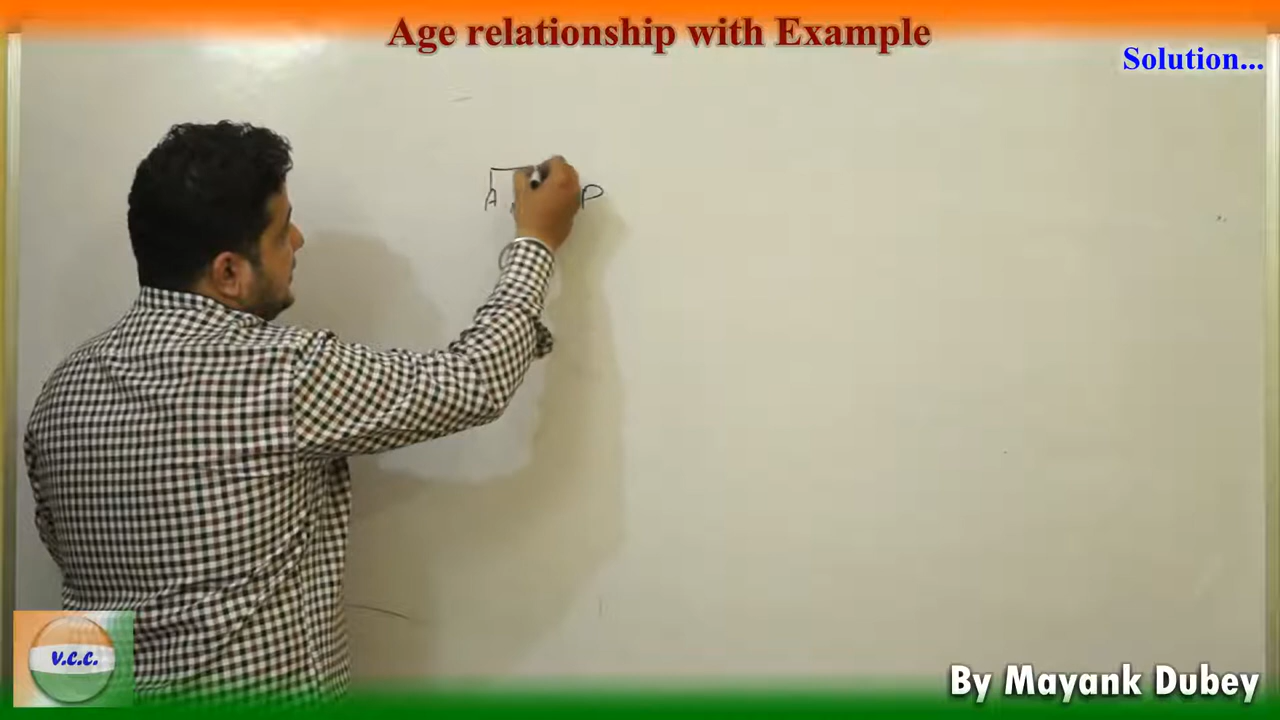 Age relationship with Example
Solution...
A P
V.C.C.
By Mayank Dubey